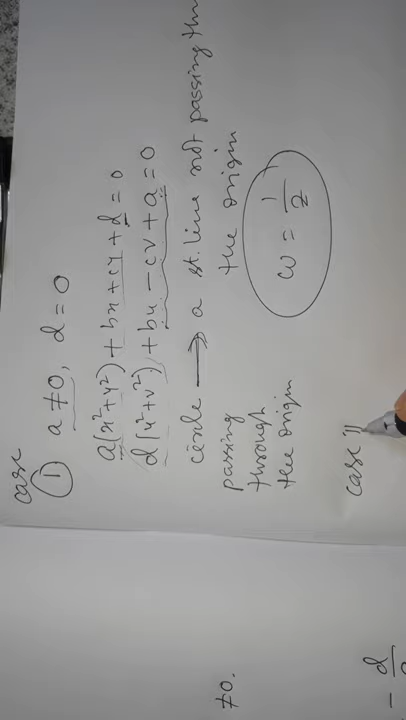 case
① a ≠ 0, d = 0
a(x²+y²) + bx + cy + d = 0
d(u²+v²) + bu - cv + a = 0
circle → a st. line not passing thr
passing the origin
through
the origin
ω = 1/z
case II
≠0.
- d